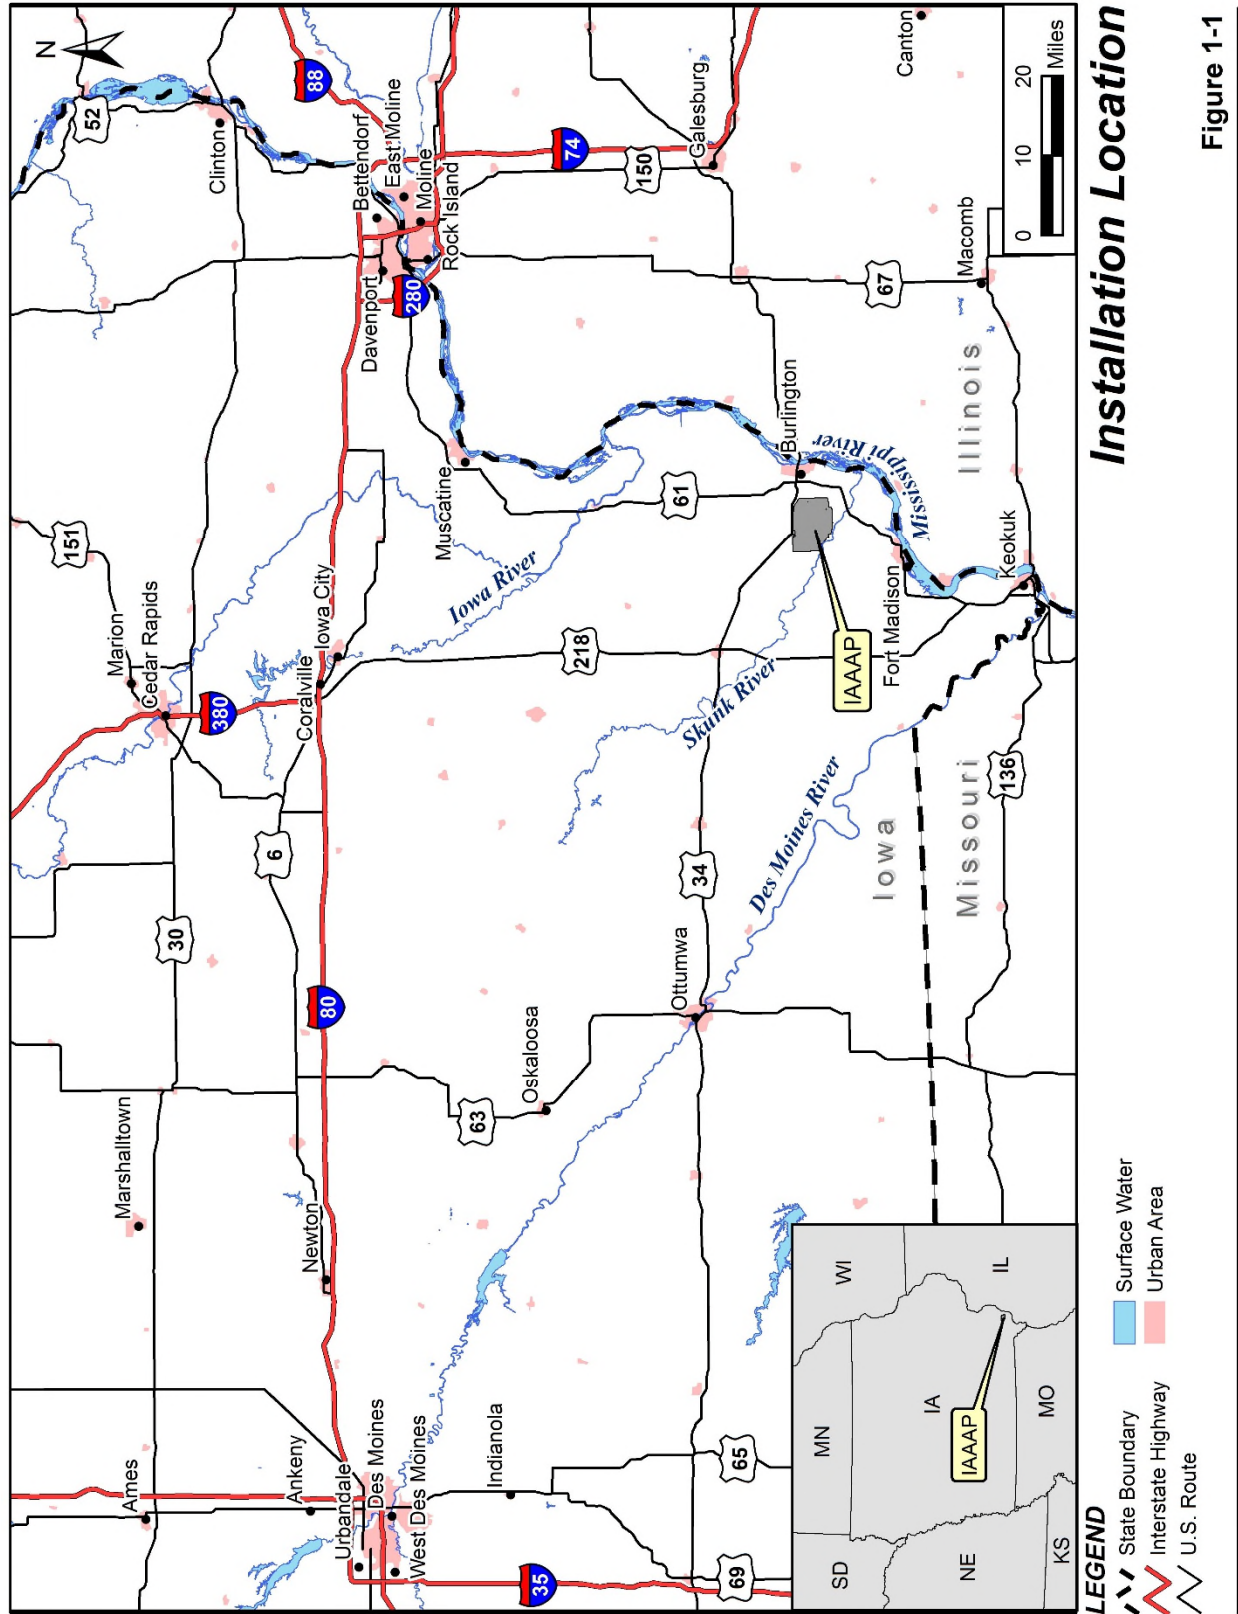 N
52
Clinton
88
Bettendorf
East Moline
Moline
Rock Island
Davenport
280
74
150
Galesburg
Canton
67
Macomb
0 10 20
Miles
151
Marion
Cedar Rapids
380
Coralville
Iowa City
Iowa River
Muscatine
61
218
Burlington
Mississippi River
Illinois
IAAAP
Skunk River
Fort Madison
Keokuk
30
6
80
Des Moines River
34
Iowa
Missouri
136
Ottumwa
Oskaloosa
63
Marshalltown
Newton
Ames
Ankeny
Urbandale
Des Moines
West Des Moines
Indianola
35
65
69
SD
MN
WI
IA
NE
IL
IAAAP
KS
MO
LEGEND
State Boundary
Interstate Highway
U.S. Route
Surface Water
Urban Area
Installation Location
Figure 1-1